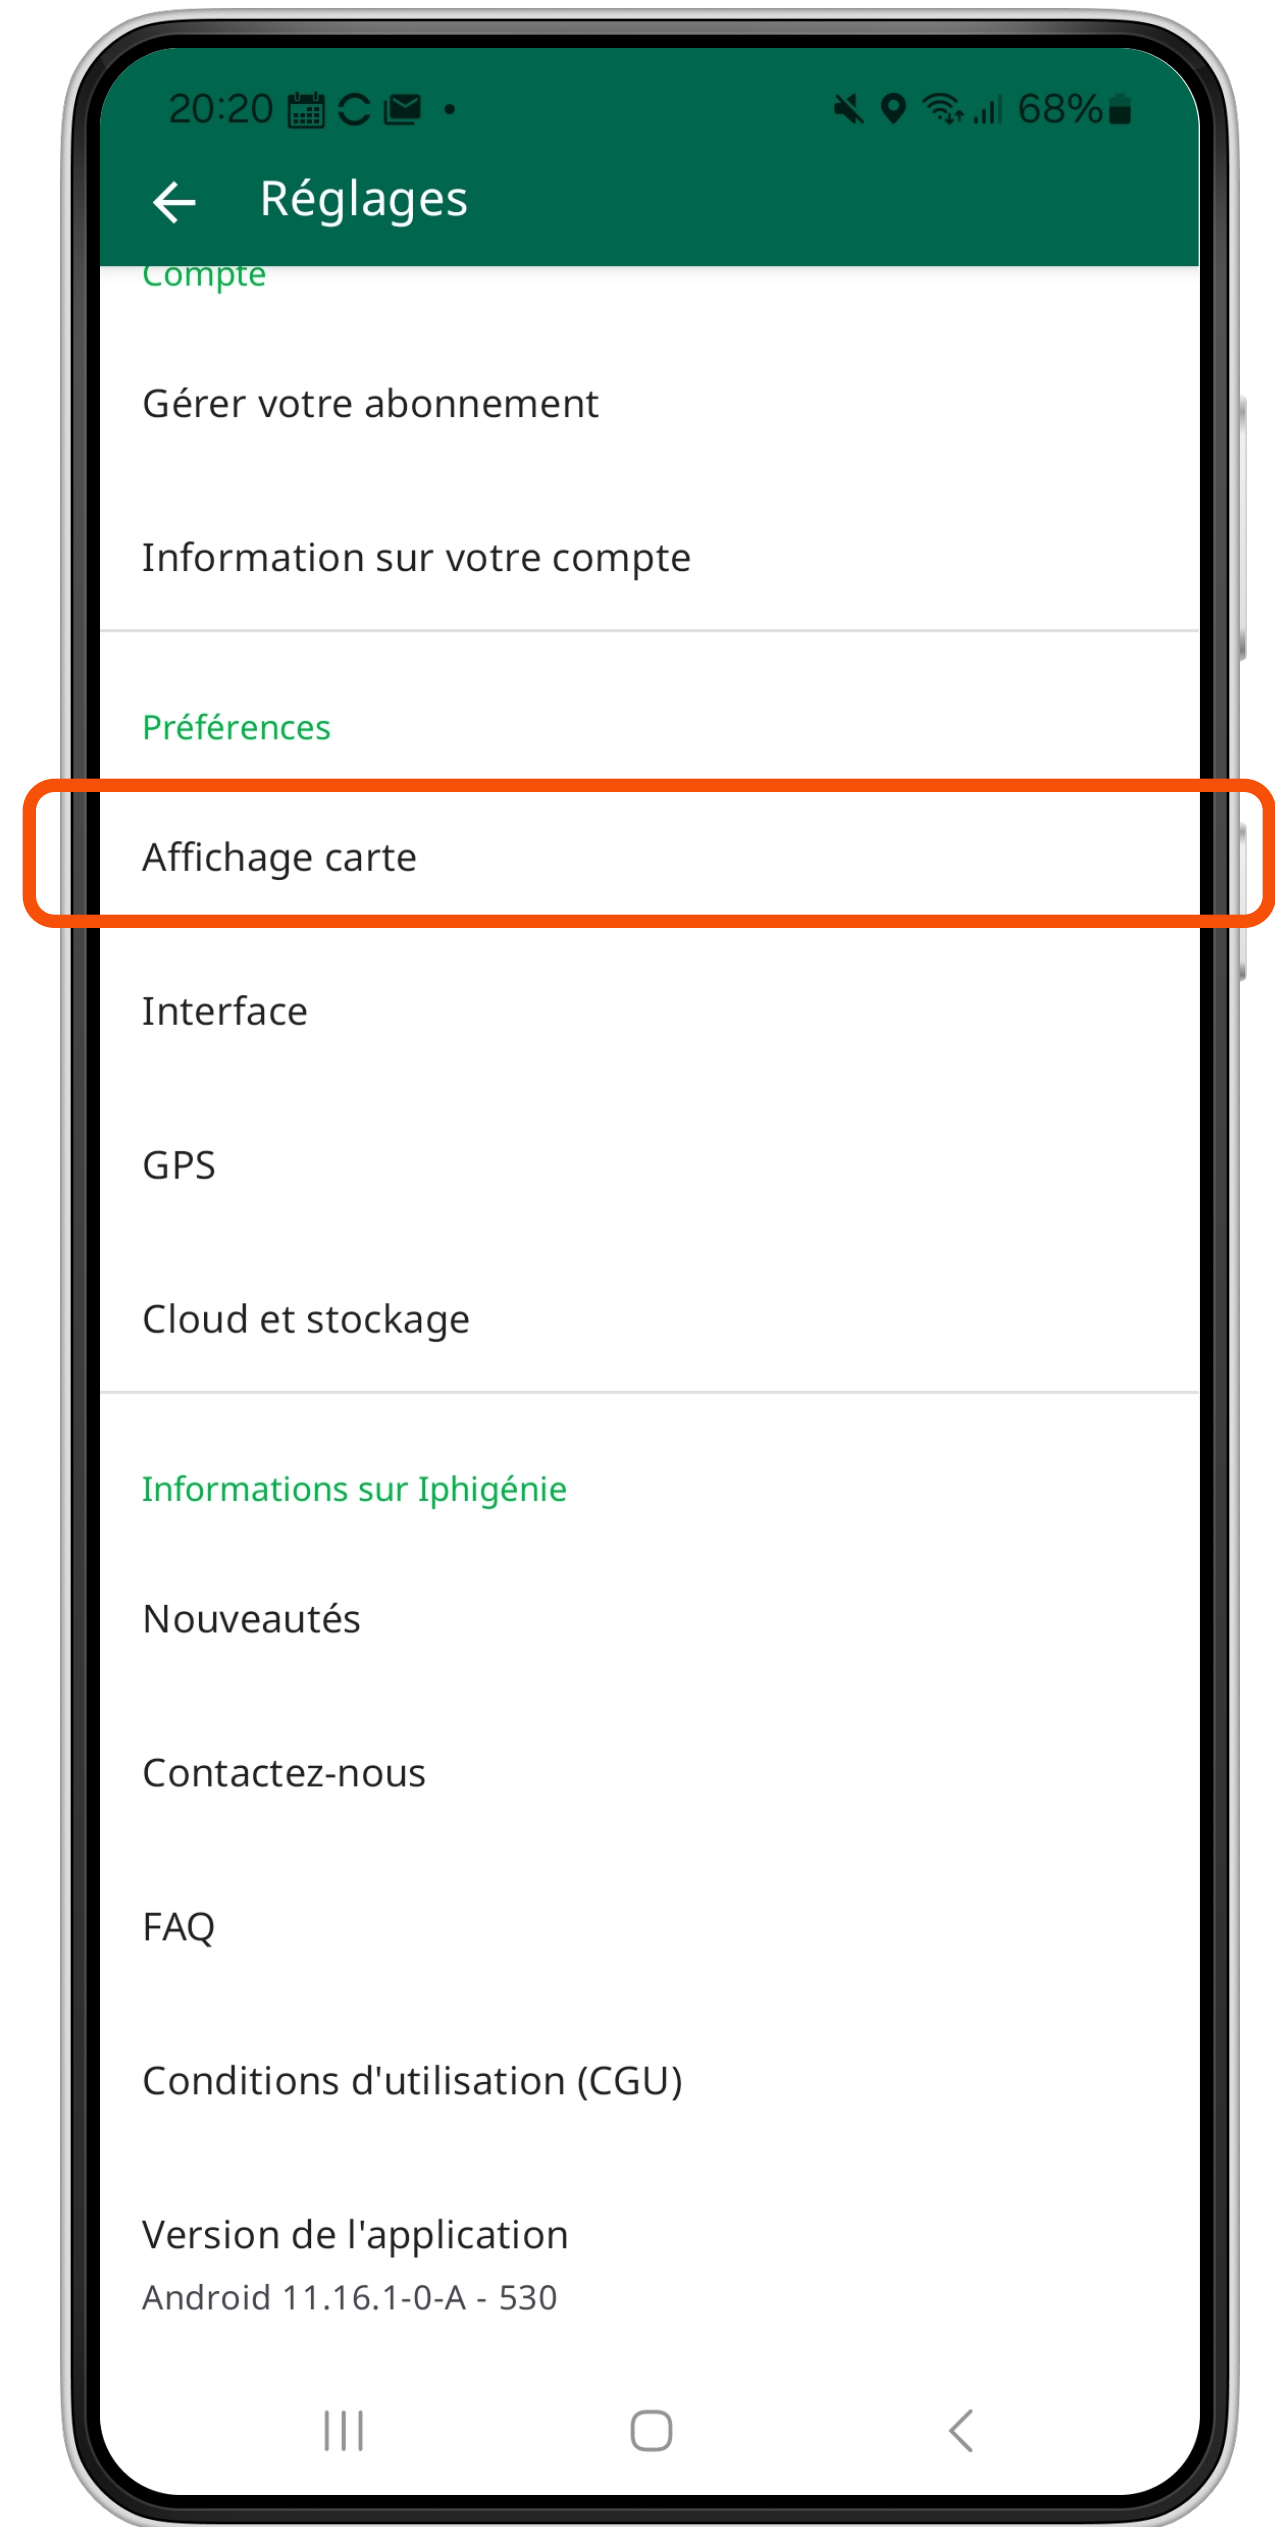 20:20 68%
Réglages
Compte
Gérer votre abonnement
Information sur votre compte
Préférences
Affichage carte
Interface
GPS
Cloud et stockage
Informations sur Iphigénie
Nouveautés
Contactez-nous
FAQ
Conditions d'utilisation (CGU)
Version de l'application
Android 11.16.1-0-A - 530